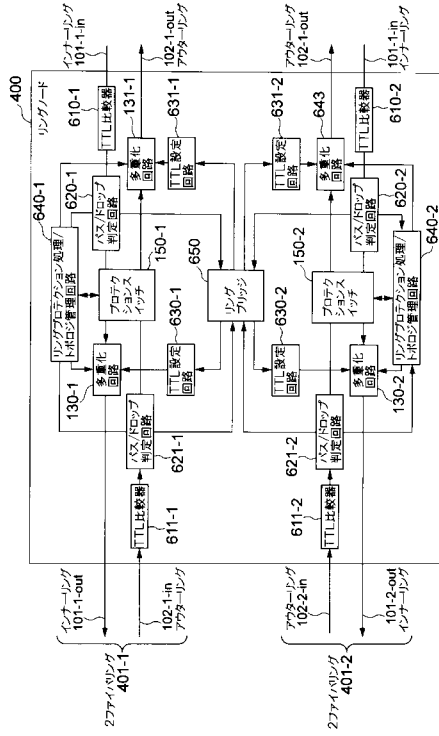 400
リングノード
インナーリング
101-1-in
102-1-out
アウターリング
アウターリング
102-2-out
101-1-in
インナーリング
610-1
TTL比較器
131-1
多重化
回路
631-1
TTL設定
回路
631-2
TTL設定
回路
643
多重化
回路
610-2
TTL比較器
640-1
リングプロテクション処理/
トポロジ管理回路
620-1
パス/ドロップ
判定回路
150-1
プロテク
ションス
イッチ
650
リング
ブリッジ
150-2
プロテク
ションス
イッチ
620-2
パス/ドロップ
判定回路
640-2
リングプロテクション処理/
トポロジ管理回路
130-1
多重化
回路
630-1
TTL設定
回路
630-2
TTL設定
回路
130-2
多重化
回路
621-1
パス/ドロップ
判定回路
621-2
パス/ドロップ
判定回路
611-1
TTL比較器
611-2
TTL比較器
インナーリング
101-1-out
102-1-in
アウターリング
アウターリング
102-2-in
101-2-out
インナーリング
2ファイバリング
401-1
2ファイバリング
401-2